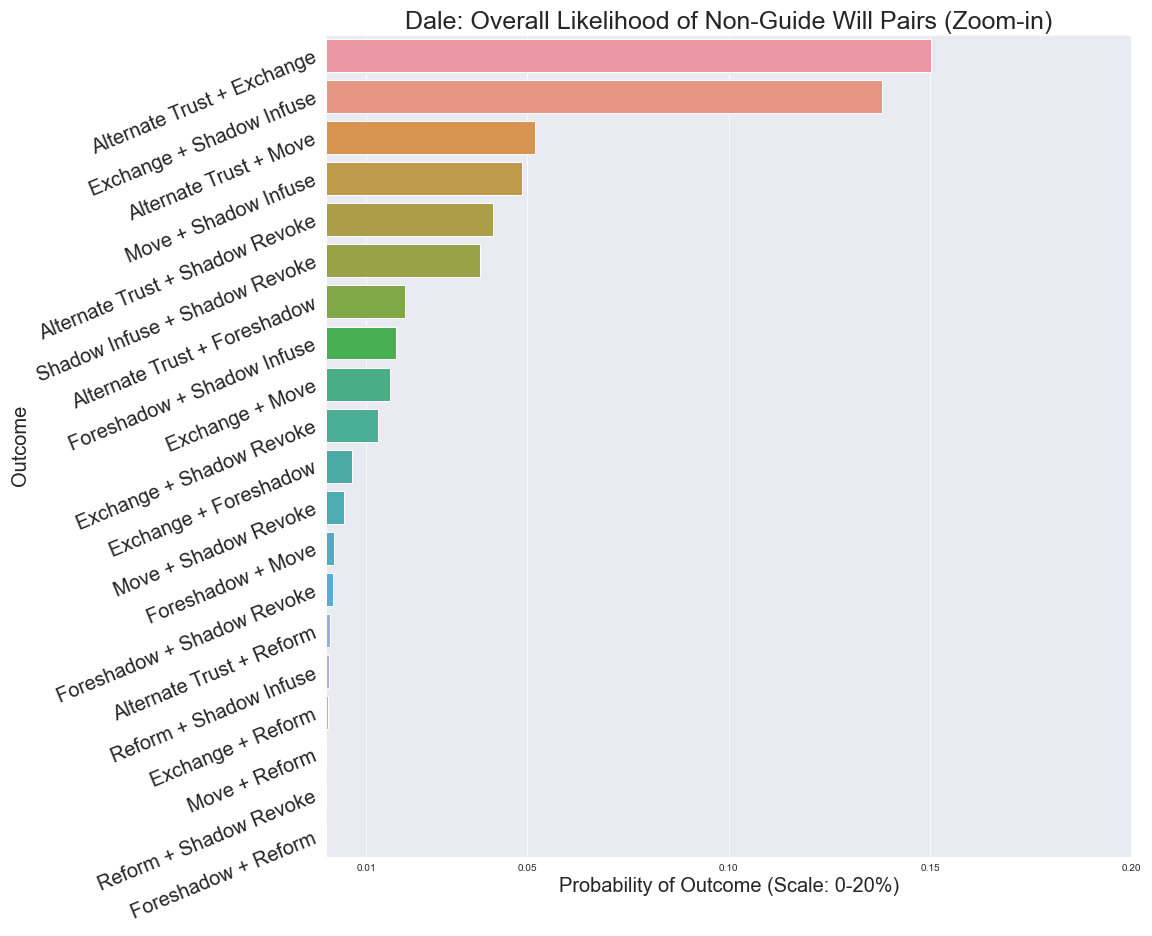 Dale: Overall Likelihood of Non-Guide Will Pairs (Zoom-in)
Outcome
Alternate Trust + Exchange
Exchange + Shadow Infuse
Alternate Trust + Move
Move + Shadow Infuse
Alternate Trust + Shadow Revoke
Shadow Infuse + Shadow Revoke
Alternate Trust + Foreshadow
Foreshadow + Shadow Infuse
Exchange + Move
Exchange + Shadow Revoke
Exchange + Foreshadow
Move + Shadow Revoke
Foreshadow + Move
Foreshadow + Shadow Revoke
Alternate Trust + Reform
Reform + Shadow Infuse
Exchange + Reform
Move + Reform
Reform + Shadow Revoke
Foreshadow + Reform
0.01 0.05 0.10 0.15 0.20
Probability of Outcome (Scale: 0-20%)